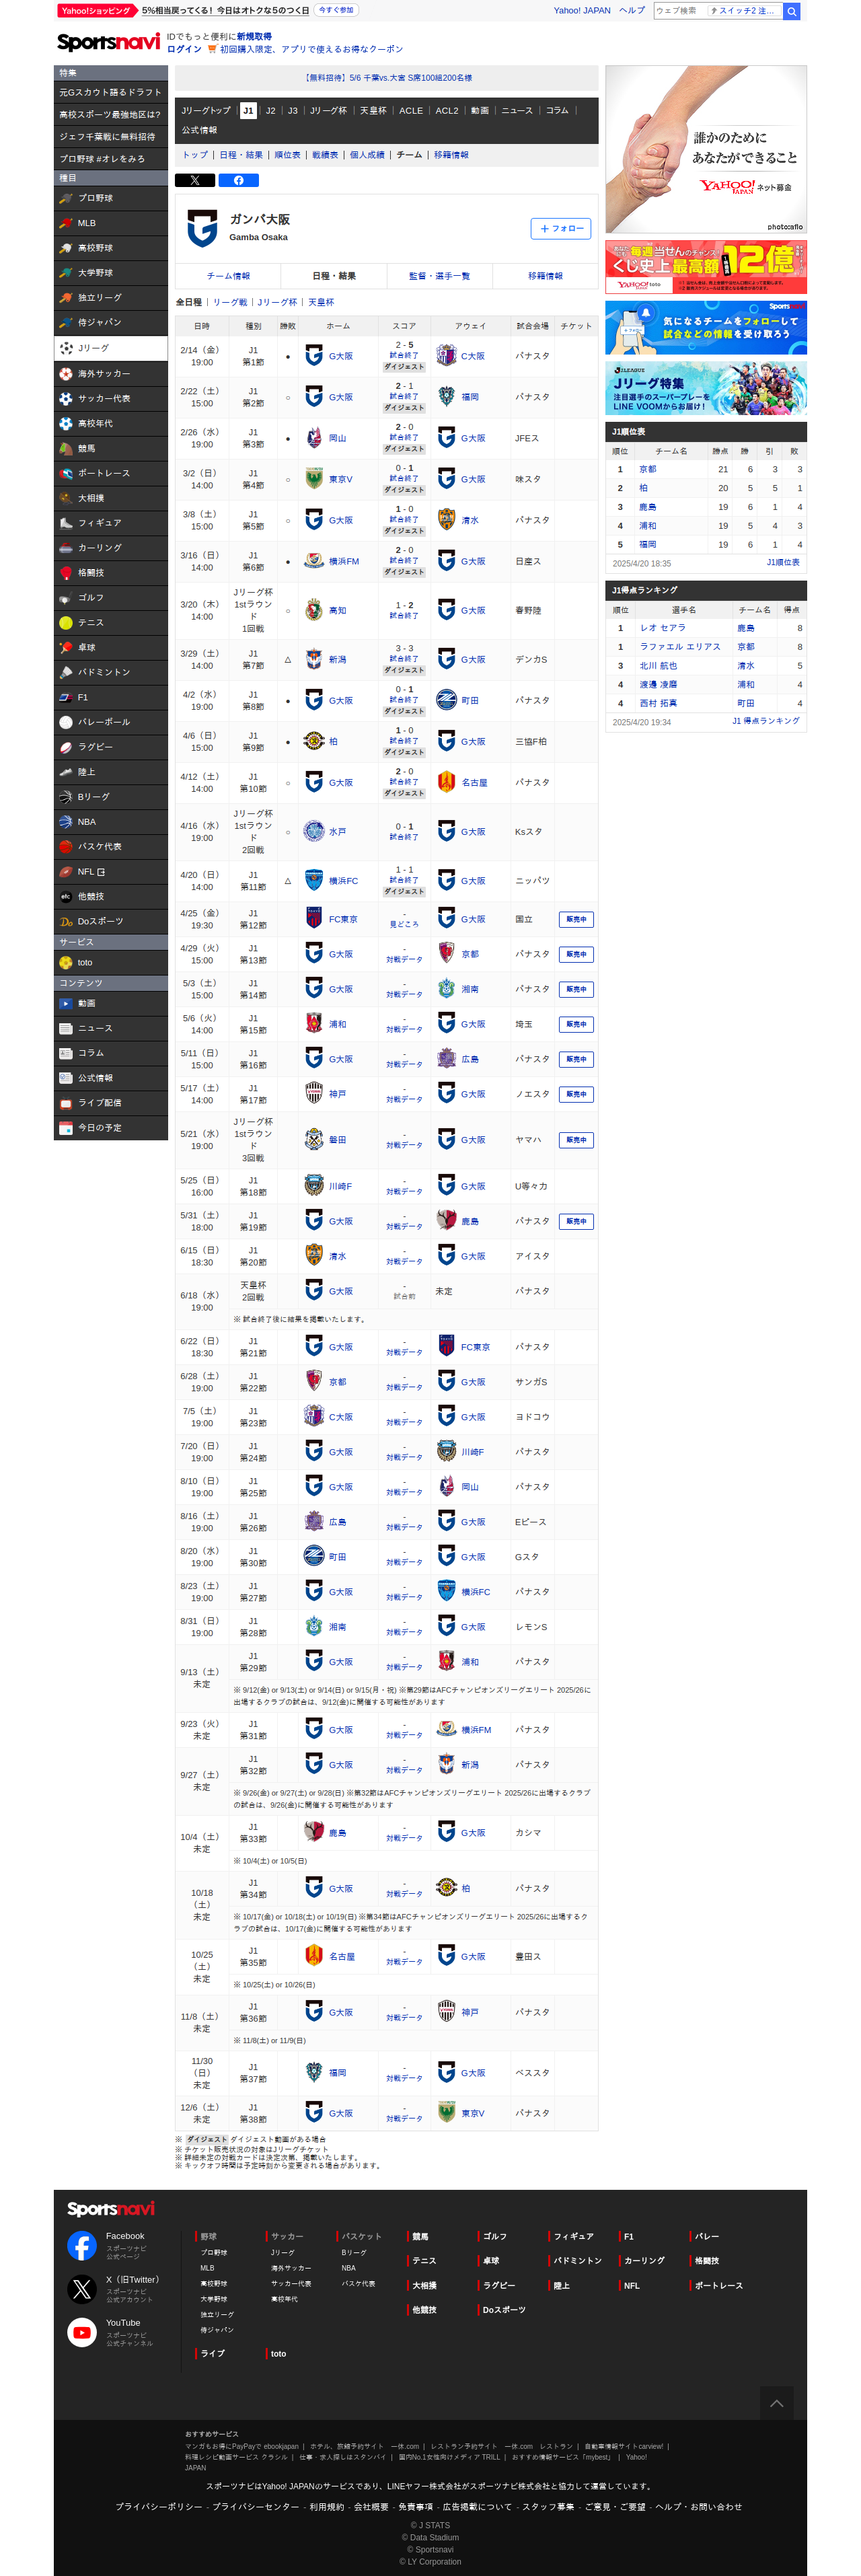 Yahoo!ショッピング 5%相当戻ってくる! 今日はオトクな5のつく日 今すぐ参加
Yahoo! JAPAN ヘルプ
ウェブ検索 スイッチ2 注…
Sportsnavi
IDでもっと便利に新規取得
ログイン 初回購入限定、アプリで使えるお得なクーポン
特集
元Gスカウト語るドラフト
高校スポーツ最強地区は?
ジェフ千葉戦に無料招待
プロ野球 #オレをみろ
種目
プロ野球
MLB
高校野球
大学野球
独立リーグ
侍ジャパン
Jリーグ
海外サッカー
サッカー代表
高校年代
競馬
ボートレース
大相撲
フィギュア
カーリング
格闘技
ゴルフ
テニス
卓球
バドミントン
F1
バレーボール
ラグビー
陸上
Bリーグ
NBA
バスケ代表
NFL
他競技
Doスポーツ
サービス
toto
コンテンツ
動画
ニュース
コラム
公式情報
ライブ配信
今日の予定
【無料招待】5/6 千葉vs.大宮 S席100組200名様
Jリーグトップ J1 J2 J3 Jリーグ杯 天皇杯 ACLE ACL2 動画 ニュース コラム
公式情報
トップ 日程・結果 順位表 戦績表 個人成績 チーム 移籍情報
ガンバ大阪
Gamba Osaka
フォロー
チーム情報 日程・結果 監督・選手一覧 移籍情報
全日程 リーグ戦 Jリーグ杯 天皇杯
日時 種別 勝敗 ホーム スコア アウェイ 試合会場 チケット
2/14（金）19:00 J1 第1節 ● G大阪 2 - 5 試合終了 ダイジェスト C大阪 パナスタ
2/22（土）15:00 J1 第2節 ○ G大阪 2 - 1 試合終了 ダイジェスト 福岡 パナスタ
2/26（水）19:00 J1 第3節 ● 岡山 2 - 0 試合終了 ダイジェスト G大阪 JFEス
3/2（日）14:00 J1 第4節 ○ 東京V 0 - 1 試合終了 ダイジェスト G大阪 味スタ
3/8（土）15:00 J1 第5節 ○ G大阪 1 - 0 試合終了 ダイジェスト 清水 パナスタ
3/16（日）14:00 J1 第6節 ● 横浜FM 2 - 0 試合終了 ダイジェスト G大阪 日産ス
3/20（木）14:00 Jリーグ杯 1stラウンド 1回戦 ○ 高知 1 - 2 試合終了 G大阪 春野陸
3/29（土）14:00 J1 第7節 △ 新潟 3 - 3 試合終了 ダイジェスト G大阪 デンカS
4/2（水）19:00 J1 第8節 ● G大阪 0 - 1 試合終了 ダイジェスト 町田 パナスタ
4/6（日）15:00 J1 第9節 ● 柏 1 - 0 試合終了 ダイジェスト G大阪 三協F柏
4/12（土）14:00 J1 第10節 ○ G大阪 2 - 0 試合終了 ダイジェスト 名古屋 パナスタ
4/16（水）19:00 Jリーグ杯 1stラウンド 2回戦 ○ 水戸 0 - 1 試合終了 G大阪 Ksスタ
4/20（日）14:00 J1 第11節 △ 横浜FC 1 - 1 試合終了 ダイジェスト G大阪 ニッパツ
4/25（金）19:30 J1 第12節 FC東京 - 見どころ G大阪 国立 販売中
4/29（火）15:00 J1 第13節 G大阪 - 対戦データ 京都 パナスタ 販売中
5/3（土）15:00 J1 第14節 G大阪 - 対戦データ 湘南 パナスタ 販売中
5/6（火）14:00 J1 第15節 浦和 - 対戦データ G大阪 埼玉 販売中
5/11（日）15:00 J1 第16節 G大阪 - 対戦データ 広島 パナスタ 販売中
5/17（土）14:00 J1 第17節 神戸 - 対戦データ G大阪 ノエスタ 販売中
5/21（水）19:00 Jリーグ杯 1stラウンド 3回戦 磐田 - 対戦データ G大阪 ヤマハ 販売中
5/25（日）16:00 J1 第18節 川崎F - 対戦データ G大阪 U等々力
5/31（土）18:00 J1 第19節 G大阪 - 対戦データ 鹿島 パナスタ 販売中
6/15（日）18:30 J1 第20節 清水 - 対戦データ G大阪 アイスタ
6/18（水）19:00 天皇杯 2回戦 G大阪 - 試合前 未定 パナスタ
※ 試合終了後に結果を掲載いたします。
6/22（日）18:30 J1 第21節 G大阪 - 対戦データ FC東京 パナスタ
6/28（土）19:00 J1 第22節 京都 - 対戦データ G大阪 サンガS
7/5（土）19:00 J1 第23節 C大阪 - 対戦データ G大阪 ヨドコウ
7/20（日）19:00 J1 第24節 G大阪 - 対戦データ 川崎F パナスタ
8/10（日）19:00 J1 第25節 G大阪 - 対戦データ 岡山 パナスタ
8/16（土）19:00 J1 第26節 広島 - 対戦データ G大阪 Eピース
8/20（水）19:00 J1 第30節 町田 - 対戦データ G大阪 Gスタ
8/23（土）19:00 J1 第27節 G大阪 - 対戦データ 横浜FC パナスタ
8/31（日）19:00 J1 第28節 湘南 - 対戦データ G大阪 レモンS
9/13（土）未定 J1 第29節 G大阪 - 対戦データ 浦和 パナスタ
※ 9/12(金) or 9/13(土) or 9/14(日) or 9/15(月・祝) ※第29節はAFCチャンピオンズリーグエリート 2025/26に
出場するクラブの試合は、9/12(金)に開催する可能性があります
9/23（火）未定 J1 第31節 G大阪 - 対戦データ 横浜FM パナスタ
9/27（土）未定 J1 第32節 G大阪 - 対戦データ 新潟 パナスタ
※ 9/26(金) or 9/27(土) or 9/28(日) ※第32節はAFCチャンピオンズリーグエリート 2025/26に出場するクラブ
の試合は、9/26(金)に開催する可能性があります
10/4（土）未定 J1 第33節 鹿島 - 対戦データ G大阪 カシマ
※ 10/4(土) or 10/5(日)
10/18（土）未定 J1 第34節 G大阪 - 対戦データ 柏 パナスタ
※ 10/17(金) or 10/18(土) or 10/19(日) ※第34節はAFCチャンピオンズリーグエリート 2025/26に出場するク
ラブの試合は、10/17(金)に開催する可能性があります
10/25（土）未定 J1 第35節 名古屋 - 対戦データ G大阪 豊田ス
※ 10/25(土) or 10/26(日)
11/8（土）未定 J1 第36節 G大阪 - 対戦データ 神戸 パナスタ
※ 11/8(土) or 11/9(日)
11/30（日）未定 J1 第37節 福岡 - 対戦データ G大阪 ベススタ
12/6（土）未定 J1 第38節 G大阪 - 対戦データ 東京V パナスタ
※ ダイジェスト ダイジェスト動画がある場合
※ チケット販売状況の対象はJリーグチケット
※ 詳細未定の対戦カードは決定次第、掲載いたします。
※ キックオフ時間は予定時刻から変更される場合があります。
誰かのために
あなたができること
YAHOO! JAPAN ネット募金
photo:aflo
毎週当せんのチャンス
くじ史上最高額 12億
YAHOO! JAPAN toto
Sportsnavi
気になるチームをフォローして
試合などの情報を受け取ろう
J.LEAGUE
Jリーグ特集
注目選手のスーパープレーを
LINE VOOMからお届け!
J1順位表
順位 チーム名 勝点 勝 引 敗
1 京都 21 6 3 3
2 柏 20 5 5 1
3 鹿島 19 6 1 4
4 浦和 19 5 4 3
5 福岡 19 6 1 4
2025/4/20 18:35 J1順位表
J1得点ランキング
順位 選手名 チーム名 得点
1 レオ セアラ 鹿島 8
1 ラファエル エリアス 京都 8
3 北川 航也 清水 5
4 渡邊 凌磨 浦和 4
4 西村 拓真 町田 4
2025/4/20 19:34 J1 得点ランキング
Sportsnavi
Facebook
スポーツナビ
公式ページ
X（旧Twitter）
スポーツナビ
公式アカウント
YouTube
スポーツナビ
公式チャンネル
野球
プロ野球
MLB
高校野球
大学野球
独立リーグ
侍ジャパン
サッカー
Jリーグ
海外サッカー
サッカー代表
高校年代
バスケット
Bリーグ
NBA
バスケ代表
競馬 ゴルフ フィギュア F1 バレー
テニス 卓球 バドミントン カーリング 格闘技
大相撲 ラグビー 陸上 NFL ボートレース
他競技 Doスポーツ
ライブ toto
おすすめサービス
マンガもお得にPayPayで ebookjapan | ホテル、旅館予約サイト 一休.com | レストラン予約サイト 一休.com レストラン | 自動車情報サイトcarview! |
料理レシピ動画サービス クラシル | 仕事・求人探しはスタンバイ | 国内No.1女性向けメディア TRILL | おすすめ情報サービス「mybest」 | Yahoo!
JAPAN
スポーツナビはYahoo! JAPANのサービスであり、LINEヤフー株式会社がスポーツナビ株式会社と協力して運営しています。
プライバシーポリシー - プライバシーセンター - 利用規約 - 会社概要 - 免責事項 - 広告掲載について - スタッフ募集 - ご意見・ご要望 - ヘルプ・お問い合わせ
© J STATS
© Data Stadium
© Sportsnavi
© LY Corporation